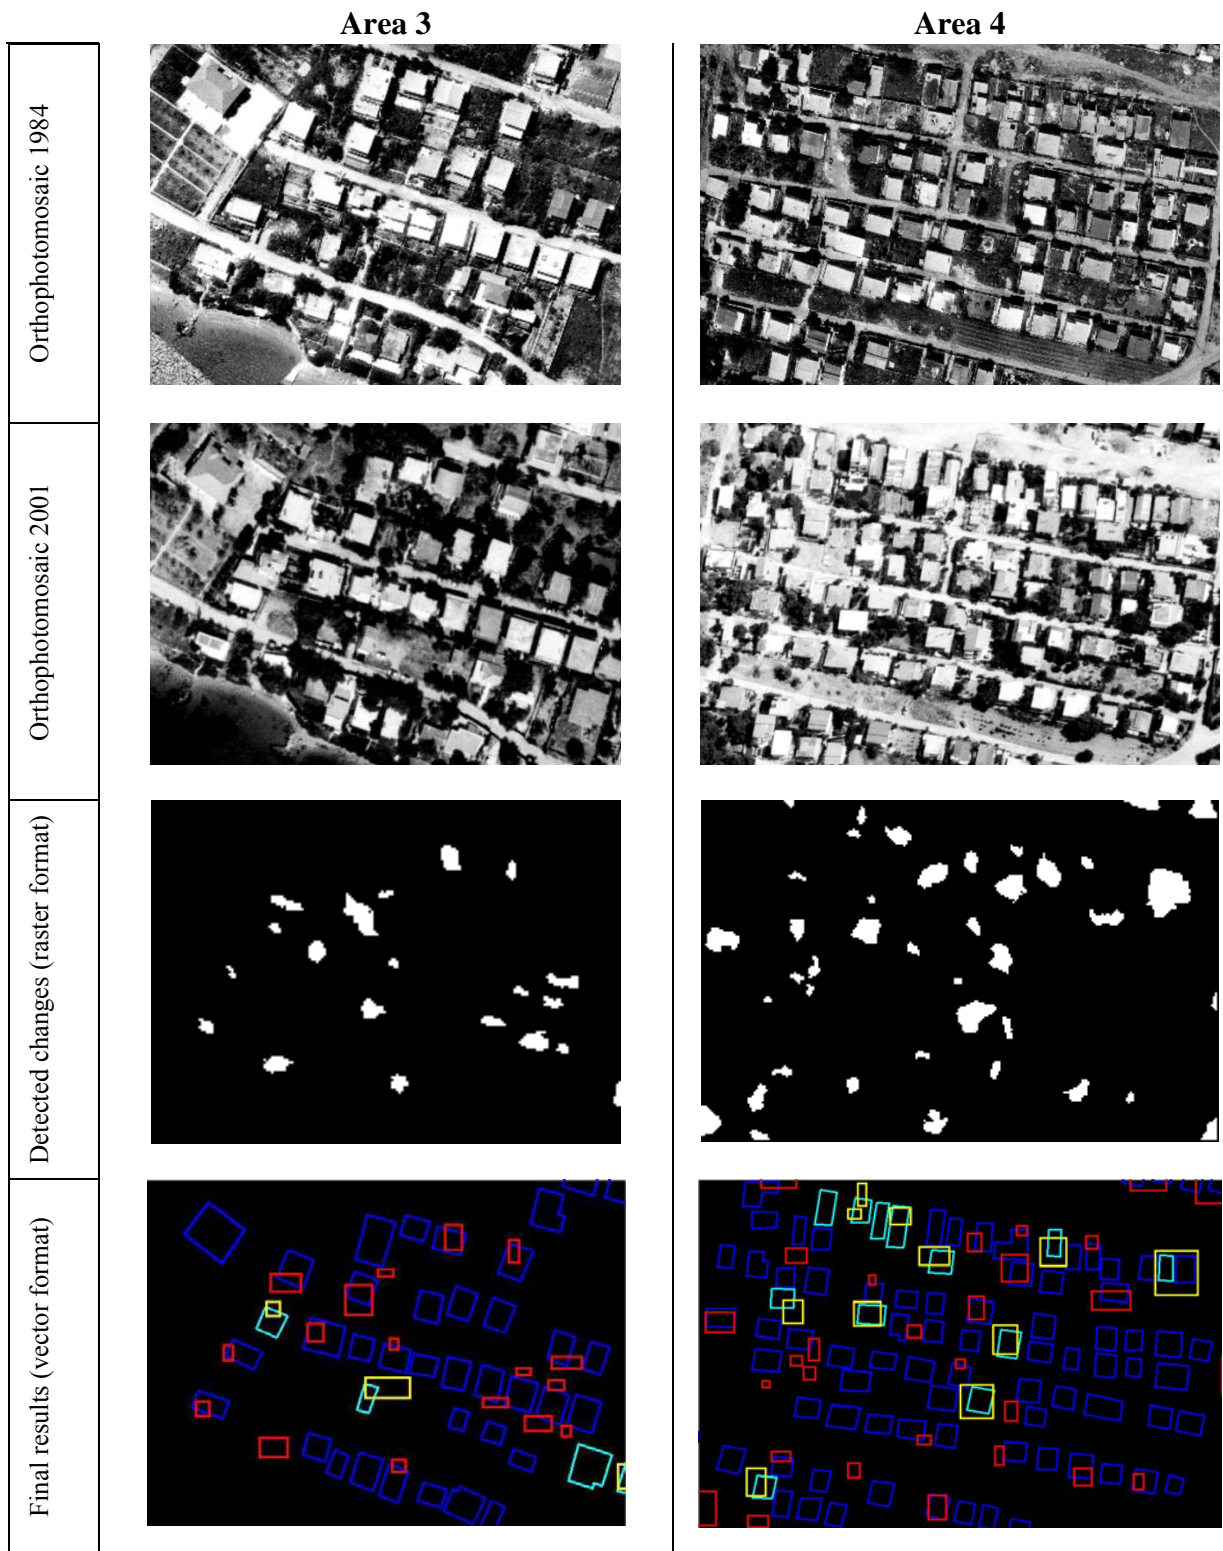 Area 3
Area 4
Orthophotomosaic 1984
Orthophotomosaic 2001
Detected changes (raster format)
Final results (vector format)